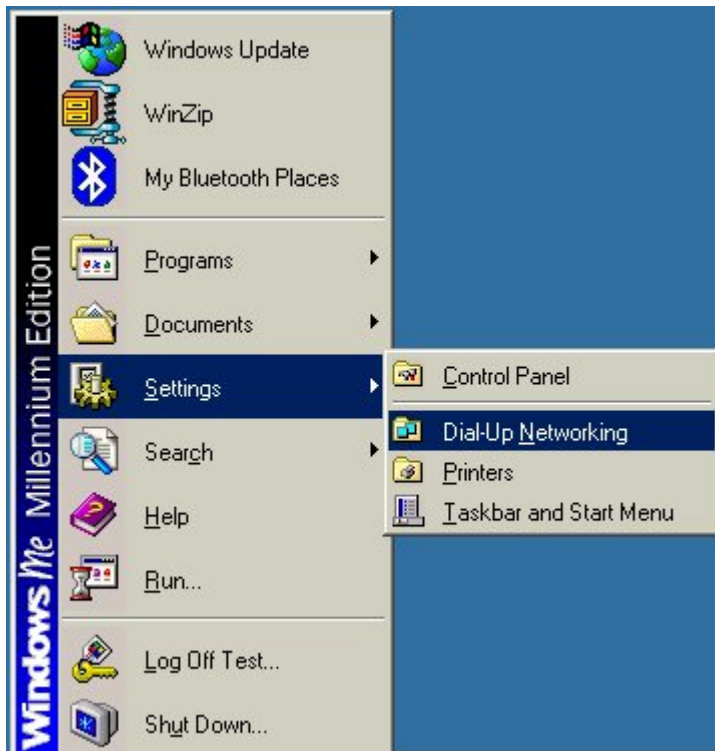 Windows Update
WinZip
My Bluetooth Places
Programs
Documents
Settings
Search
Help
Run...
Log Off Test...
Shut Down...
Control Panel
Dial-Up Networking
Printers
Taskbar and Start Menu
Windows Me Millennium Edition